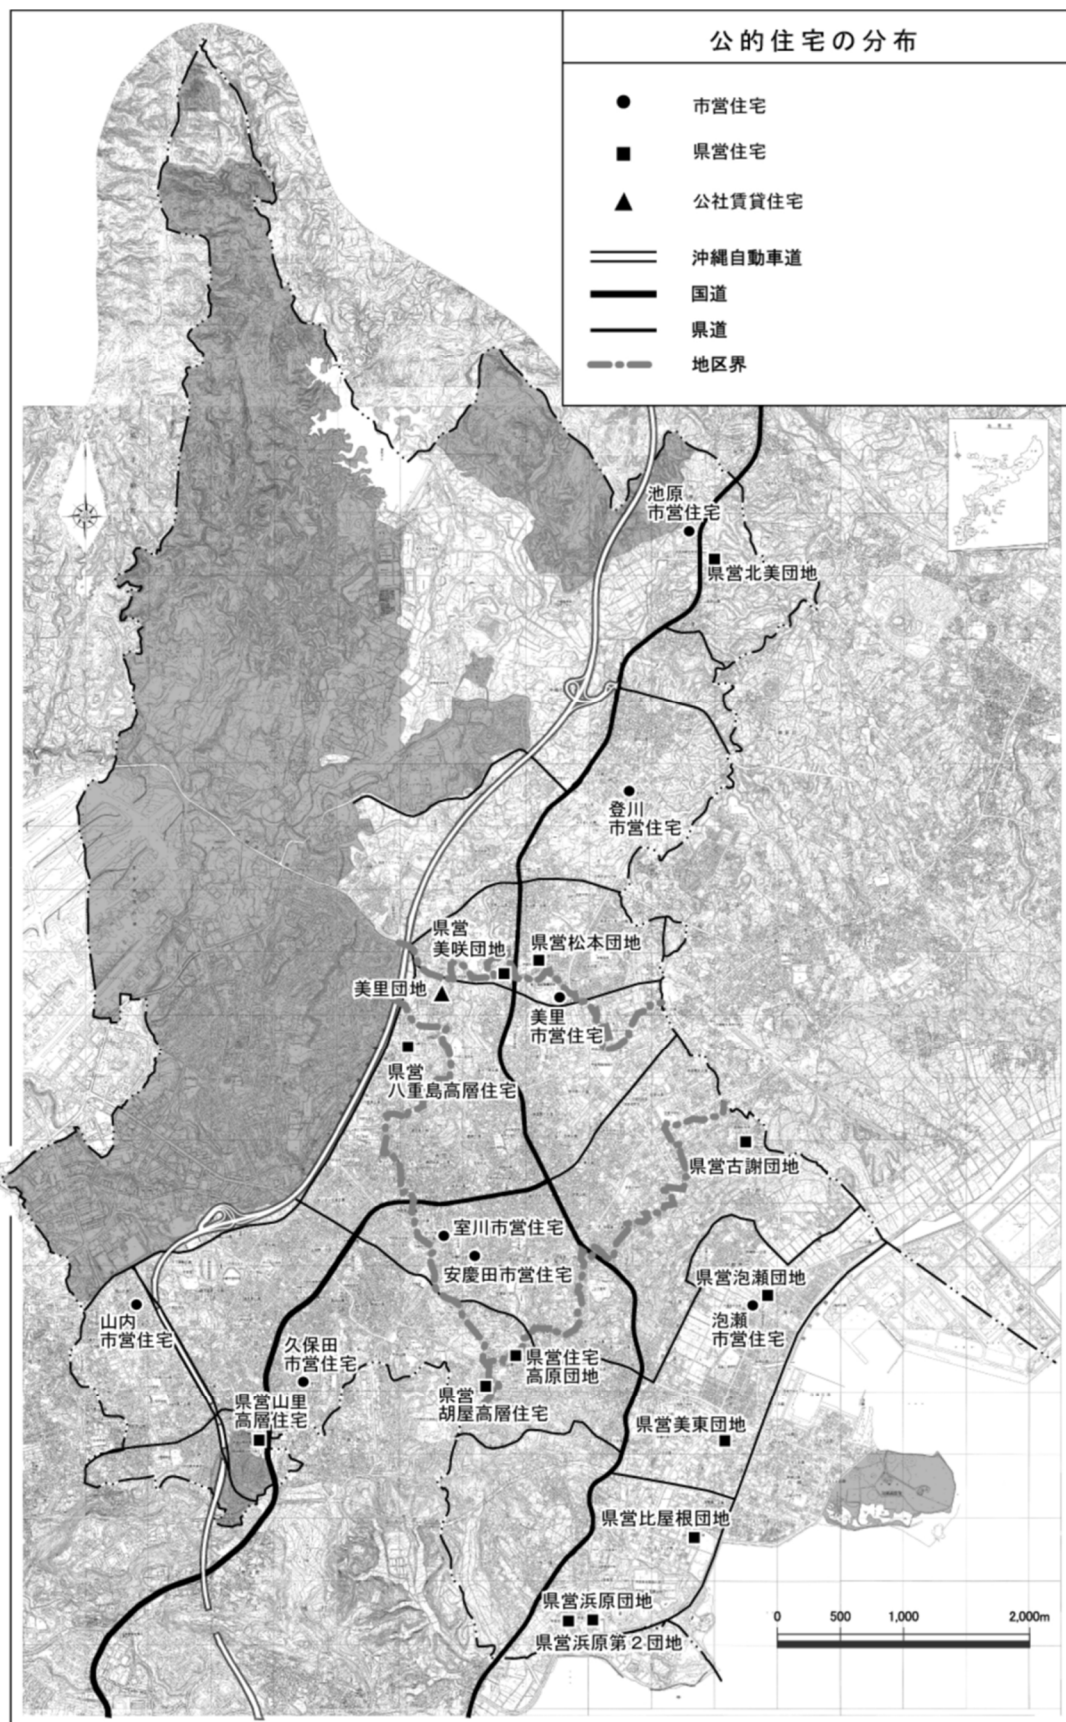 公的住宅の分布
市営住宅
県営住宅
公社賃貸住宅
沖縄自動車道
国道
県道
地区界
池原
市営住宅
県営北美団地
登川
市営住宅
県営
美咲団地
県営松本団地
美里団地
美里
市営住宅
県営
八重島高層住宅
県営古謝団地
室川市営住宅
安慶田市営住宅
県営泡瀬団地
泡瀬
市営住宅
山内
市営住宅
久保田
市営住宅
県営住宅
高原団地
県営
胡屋高層住宅
県営山里
高層住宅
県営美東団地
県営比屋根団地
県営浜原団地
県営浜原第2団地
0 500 1,000 2,000m